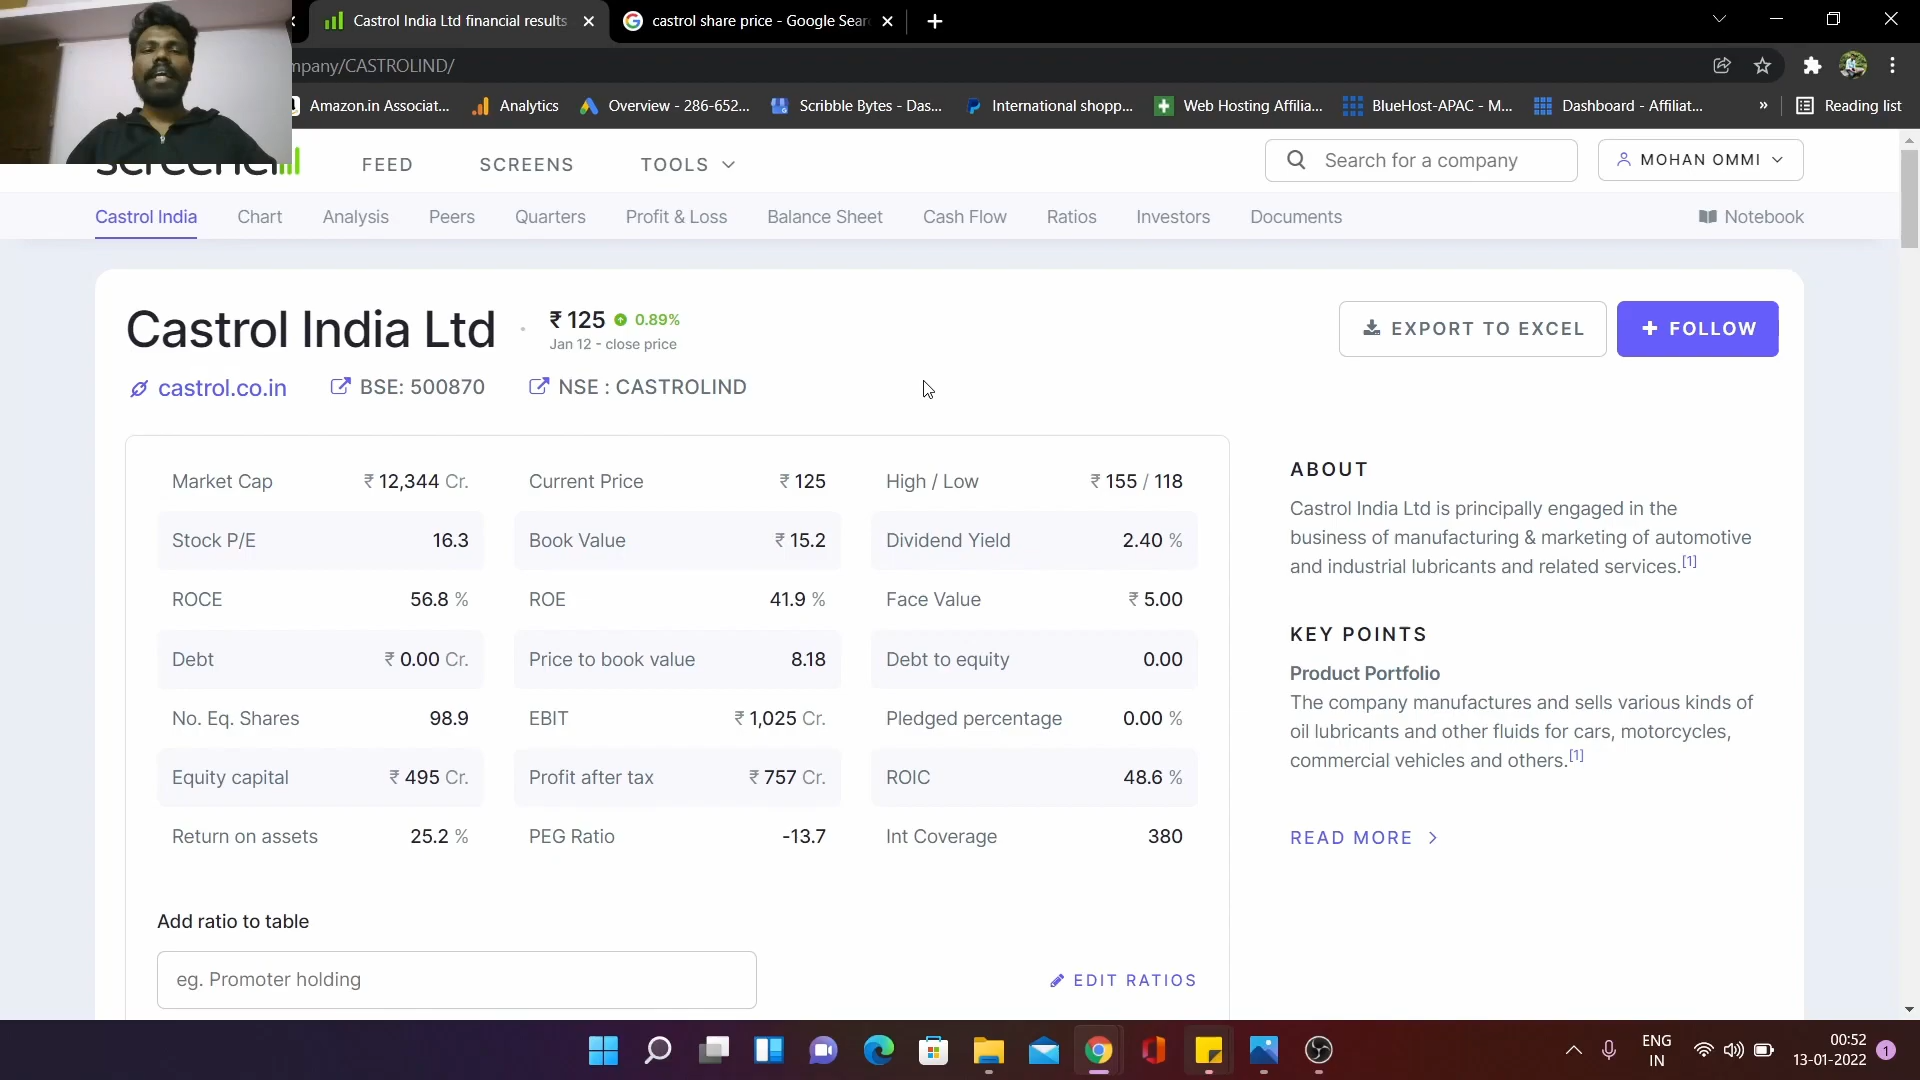 Castrol India Ltd financial results
castrol share price - Google Sear
mpany/CASTROLIND/
Amazon.in Associat...
Analytics
Overview - 286-652...
Scribble Bytes - Das...
International shopp...
Web Hosting Affilia...
BlueHost-APAC - M...
Dashboard - Affiliat...
»
Reading list
screener
FEED
SCREENS
TOOLS
Search for a company
MOHAN OMMI
Castrol India
Chart
Analysis
Peers
Quarters
Profit & Loss
Balance Sheet
Cash Flow
Ratios
Investors
Documents
Notebook
Castrol India Ltd
₹ 125 0.89%
Jan 12 - close price
EXPORT TO EXCEL
+ FOLLOW
castrol.co.in
BSE: 500870
NSE : CASTROLIND
Market Cap ₹ 12,344 Cr.
Current Price ₹ 125
High / Low ₹ 155 / 118
Stock P/E 16.3
Book Value ₹ 15.2
Dividend Yield 2.40 %
ROCE 56.8 %
ROE 41.9 %
Face Value ₹ 5.00
Debt ₹ 0.00 Cr.
Price to book value 8.18
Debt to equity 0.00
No. Eq. Shares 98.9
EBIT ₹ 1,025 Cr.
Pledged percentage 0.00 %
Equity capital ₹ 495 Cr.
Profit after tax ₹ 757 Cr.
ROIC 48.6 %
Return on assets 25.2 %
PEG Ratio -13.7
Int Coverage 380
Add ratio to table
eg. Promoter holding
EDIT RATIOS
ABOUT
Castrol India Ltd is principally engaged in the
business of manufacturing & marketing of automotive
and industrial lubricants and related services.[1]
KEY POINTS
Product Portfolio
The company manufactures and sells various kinds of
oil lubricants and other fluids for cars, motorcycles,
commercial vehicles and others.[1]
READ MORE
ENG
IN
00:52
13-01-2022
1